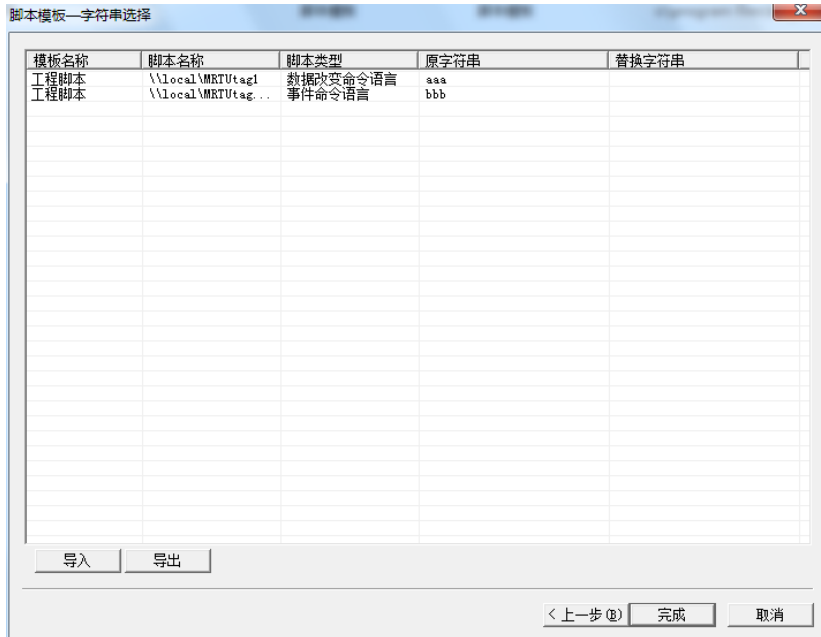 脚本模板—字符串选择
模板名称 脚本名称 脚本类型 原字符串 替换字符串
工程脚本 \\local\MRTUtag1 数据改变命令语言 aaa
工程脚本 \\local\MRTUtag... 事件命令语言 bbb
导入 导出
<上一步(B) 完成 取消